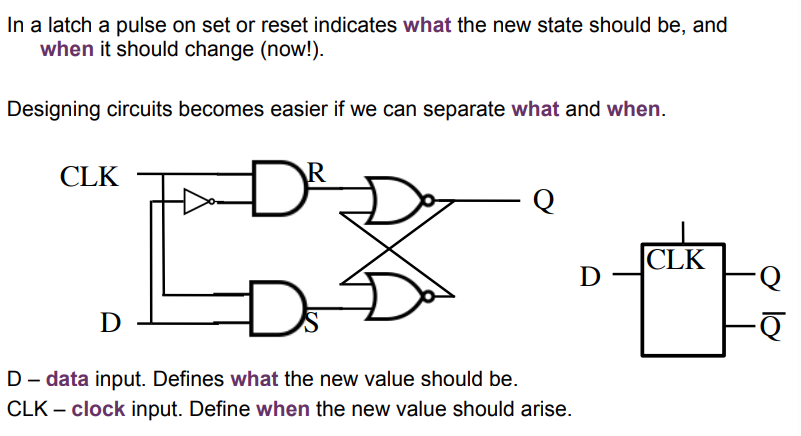 In a latch a pulse on set or reset indicates what the new state should be, and
when it should change (now!).
Designing circuits becomes easier if we can separate what and when.
CLK
R
Q
D
S
D
CLK
Q
Q̅
D – data input. Defines what the new value should be.
CLK – clock input. Define when the new value should arise.